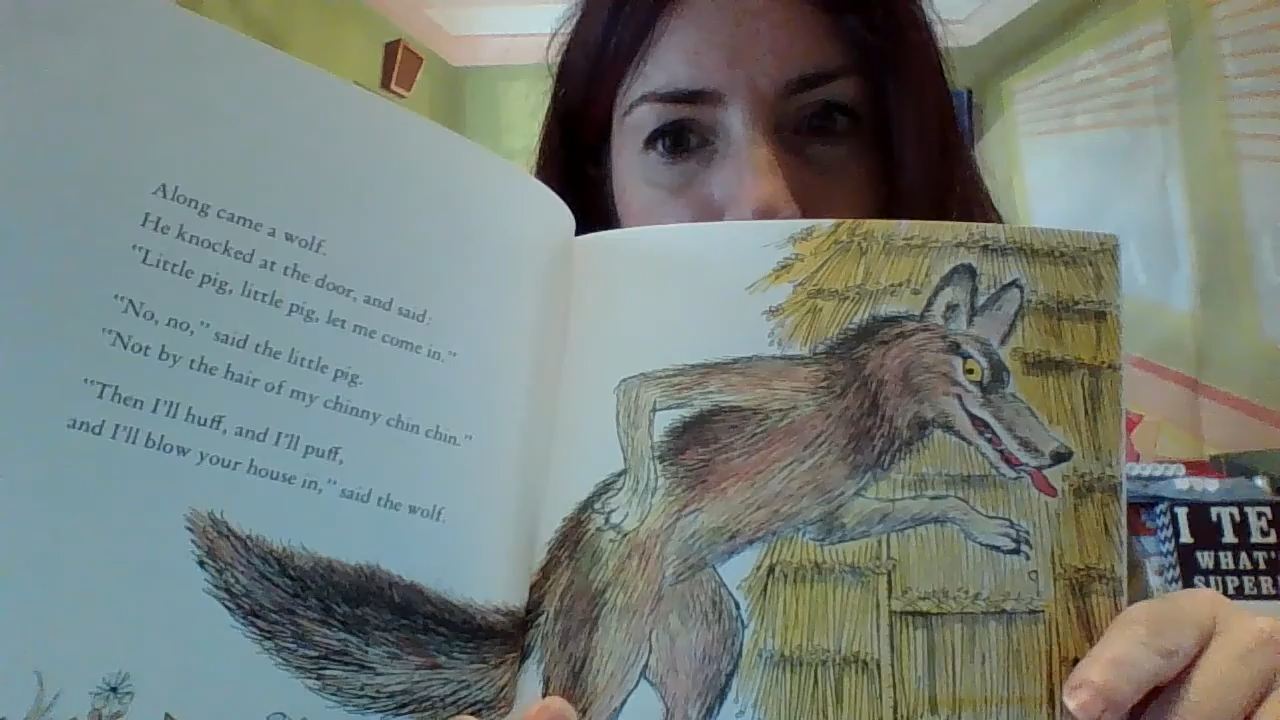 Along came a wolf.
He knocked at the door, and said:
"Little pig, little pig, let me come in."
"No, no," said the little pig.
"Not by the hair of my chinny chin chin."
"Then I'll huff, and I'll puff,
and I'll blow your house in," said the wolf.
I TE
WHAT'
SUPER